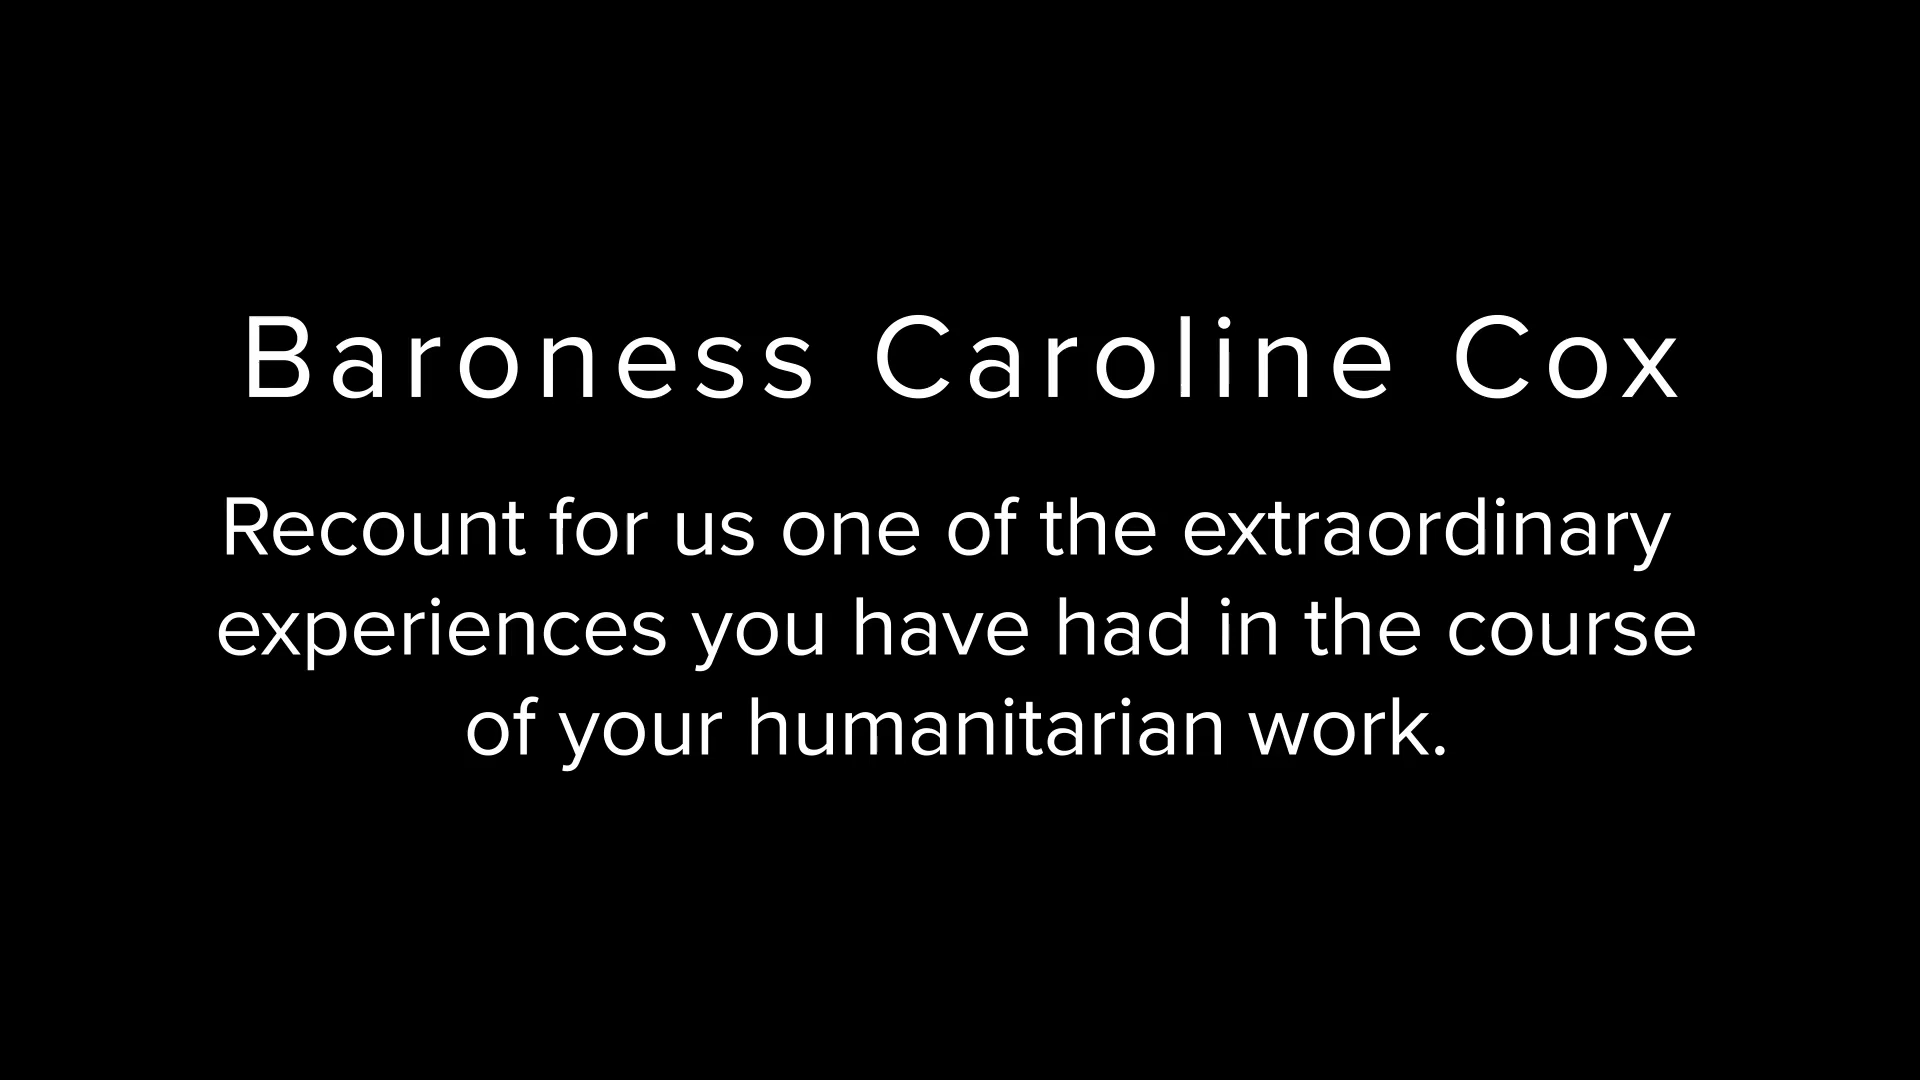 Baroness Caroline Cox
Recount for us one of the extraordinary
experiences you have had in the course
of your humanitarian work.